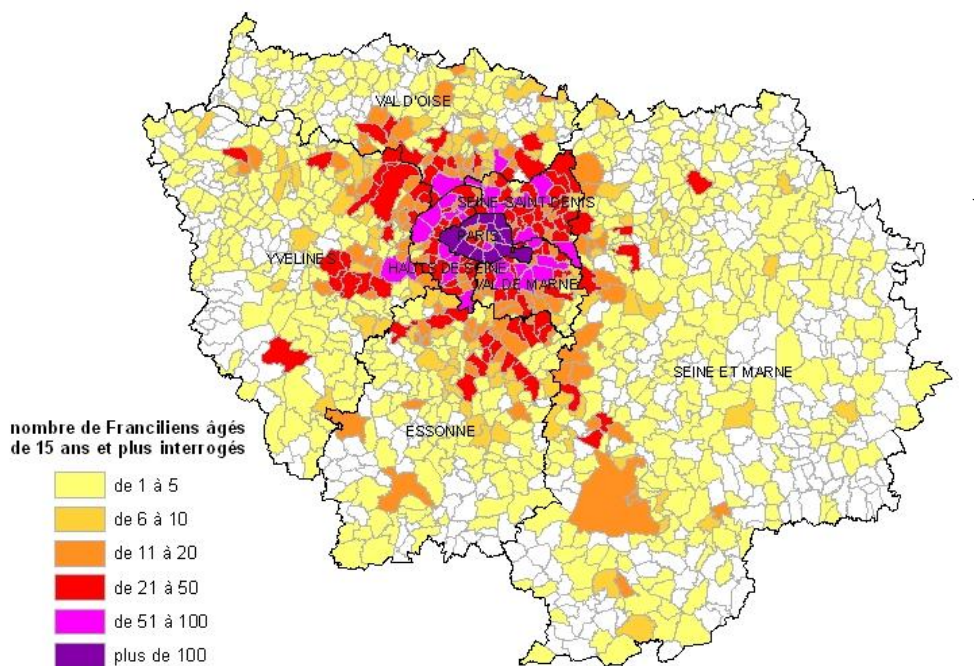 VAL D'OISE
SEINE SAINT-DENIS
PARIS
YVELINES
HAUTS DE SEINE
VAL DE MARNE
SEINE ET MARNE
ESSONNE
nombre de Franciliens âgés
de 15 ans et plus interrogés
de 1 à 5
de 6 à 10
de 11 à 20
de 21 à 50
de 51 à 100
plus de 100